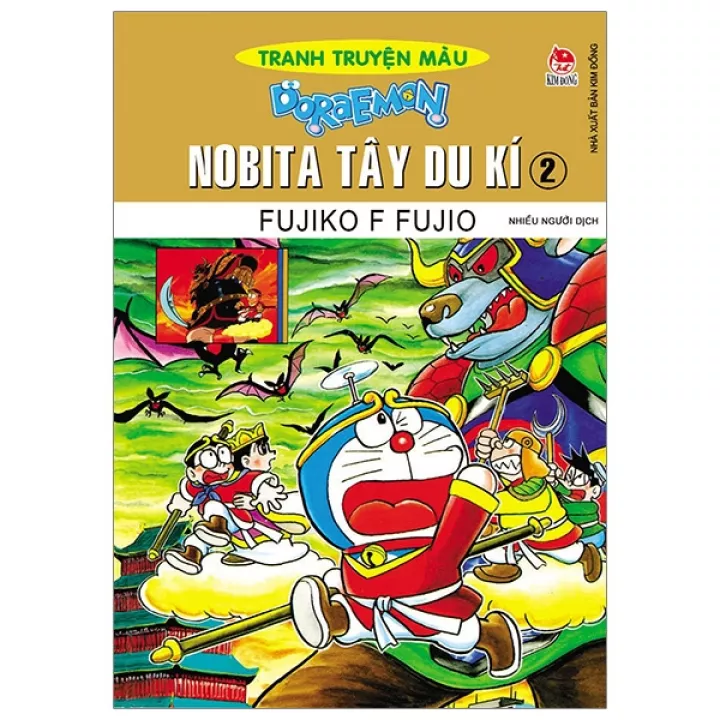 TRANH TRUYỆN MÀU
KIM ĐỒNG
NHÀ XUẤT BẢN KIM ĐỒNG
DORAEMON
NOBITA TÂY DU KÍ 2
FUJIKO F FUJIO
NHIỀU NGƯỜI DỊCH